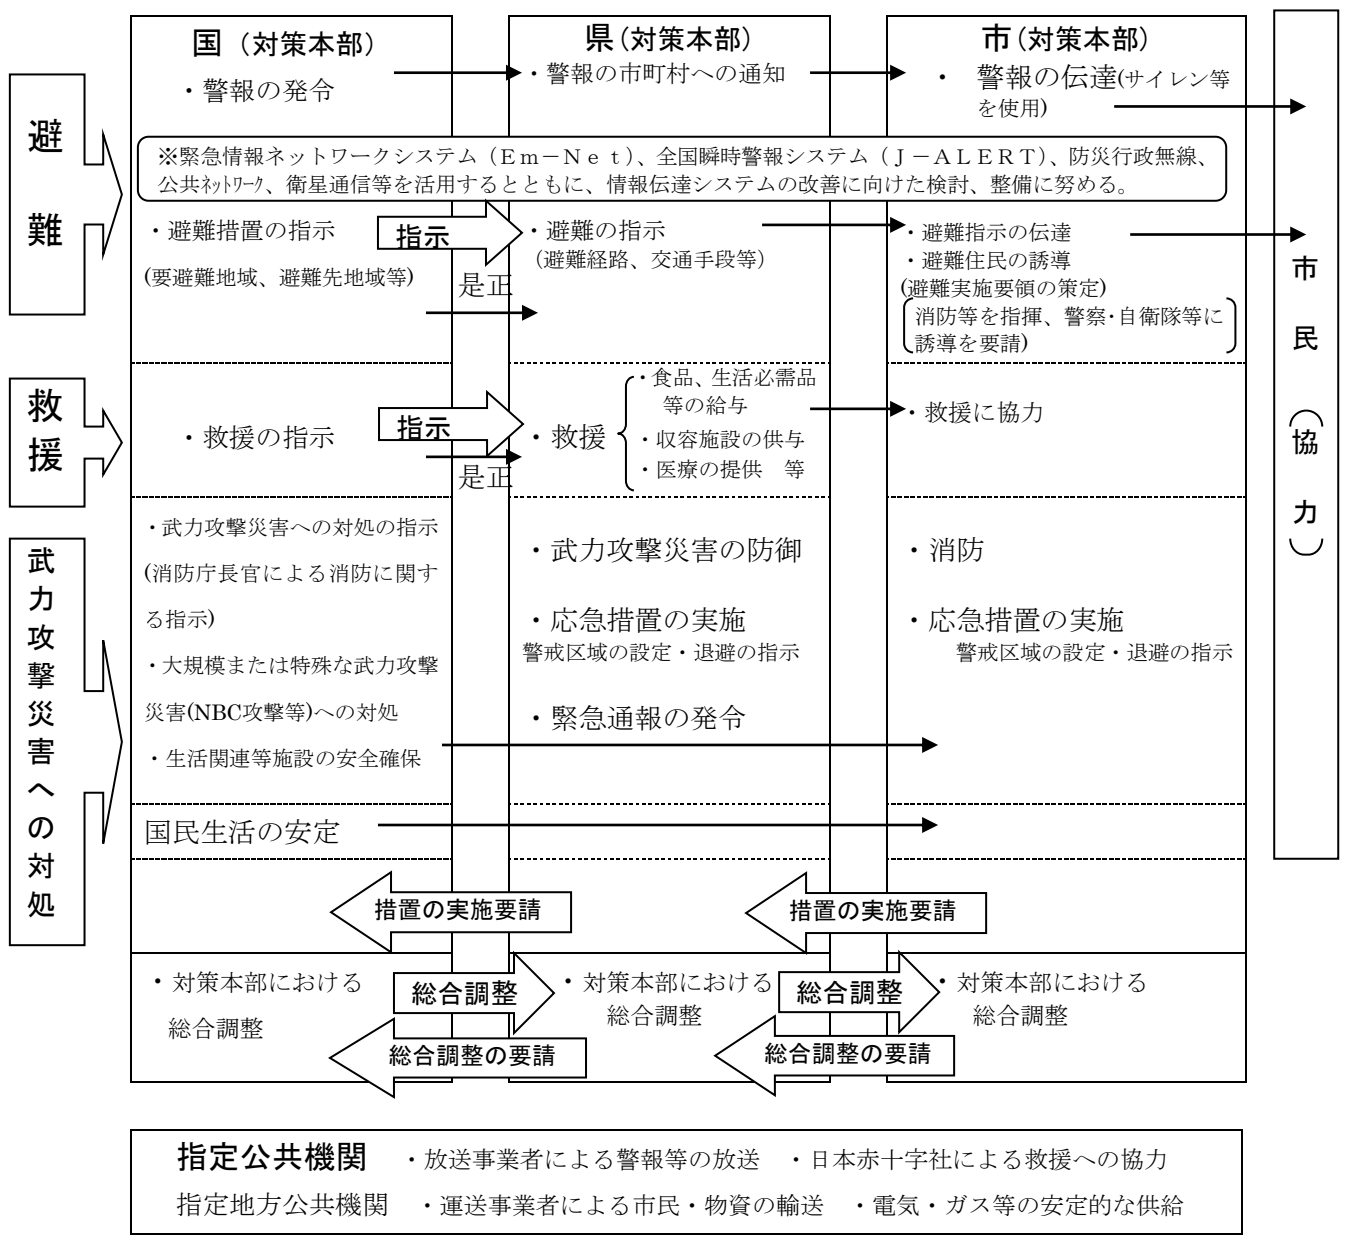 国（対策本部）
・警報の発令
県（対策本部）
・警報の市町村への通知
市（対策本部）
・ 警報の伝達(サイレン等
を使用)
避難
※緊急情報ネットワークシステム（Ｅｍ－Ｎｅｔ）、全国瞬時警報システム（Ｊ－ＡＬＥＲＴ）、防災行政無線、
公共ﾈｯﾄﾜｰｸ、衛星通信等を活用するとともに、情報伝達システムの改善に向けた検討、整備に努める。
・避難措置の指示
(要避難地域、避難先地域等)
指示
是正
・避難の指示
（避難経路、交通手段等）
・避難指示の伝達
・避難住民の誘導
(避難実施要領の策定)
消防等を指揮、警察・自衛隊等に
誘導を要請)
市民（協力）
救援
・救援の指示
指示
是正
・救援
・食品、生活必需品
等の給与
・収容施設の供与
・医療の提供　等
・救援に協力
武力攻撃災害への対処
・武力攻撃災害への対処の指示
(消防庁長官による消防に関す
る指示)
・大規模または特殊な武力攻撃
災害(NBC攻撃等)への対処
・生活関連等施設の安全確保
・武力攻撃災害の防御
・応急措置の実施
警戒区域の設定・退避の指示
・緊急通報の発令
・消防
・応急措置の実施
警戒区域の設定・退避の指示
国民生活の安定
措置の実施要請
措置の実施要請
・対策本部における
総合調整
総合調整
総合調整の要請
・対策本部における
総合調整
総合調整
総合調整の要請
・対策本部における
総合調整
指定公共機関　・放送事業者による警報等の放送　・日本赤十字社による救援への協力
指定地方公共機関　・運送事業者による市民・物資の輸送　・電気・ガス等の安定的な供給